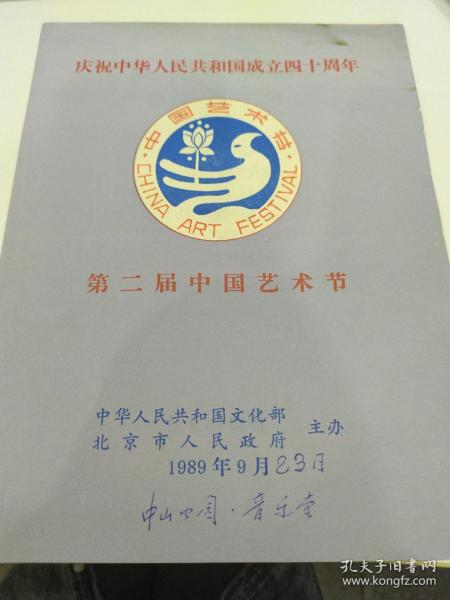 庆祝中华人民共和国成立四十周年
中国艺术节
CHINA ART FESTIVAL
第二届中国艺术节
中华人民共和国文化部
北京市人民政府
主办
1989年9月23日
中山公园·音乐堂
孔夫子旧书网
www.kongfz.com